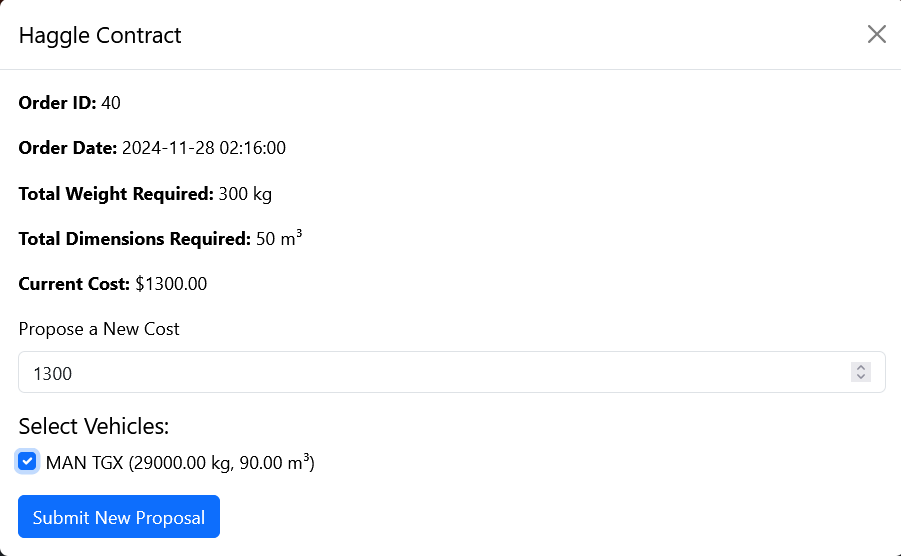 Haggle Contract
Order ID: 40
Order Date: 2024-11-28 02:16:00
Total Weight Required: 300 kg
Total Dimensions Required: 50 m³
Current Cost: $1300.00
Propose a New Cost
1300
Select Vehicles:
MAN TGX (29000.00 kg, 90.00 m³)
Submit New Proposal